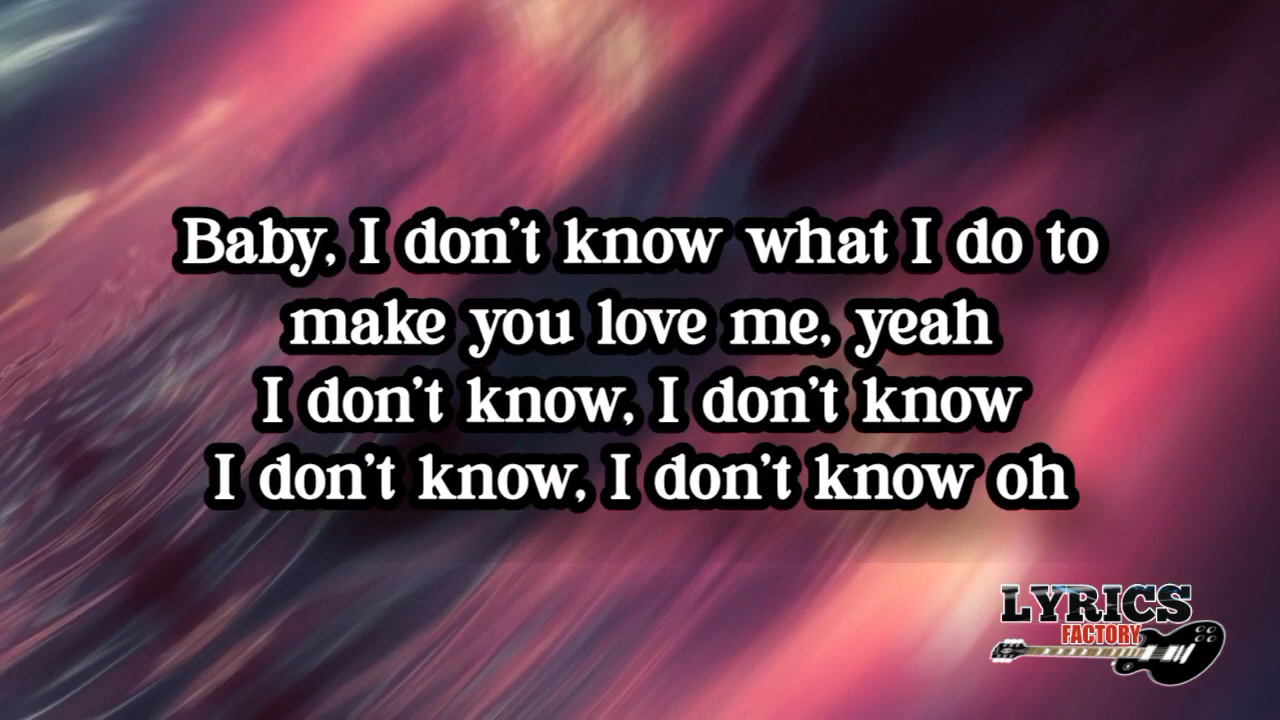 Baby, I don't know what I do to
make you love me, yeah
I don't know, I don't know
I don't know, I don't know oh
LYRICS
FACTORY